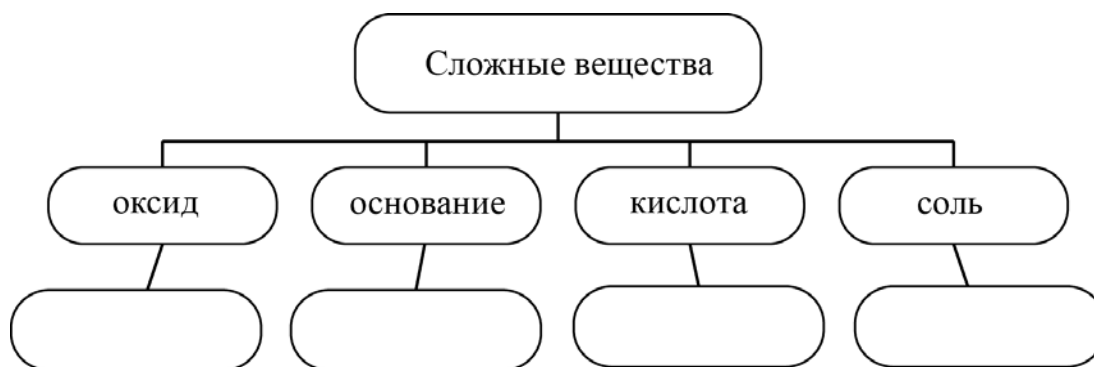 Сложные вещества
оксид
основание
кислота
соль